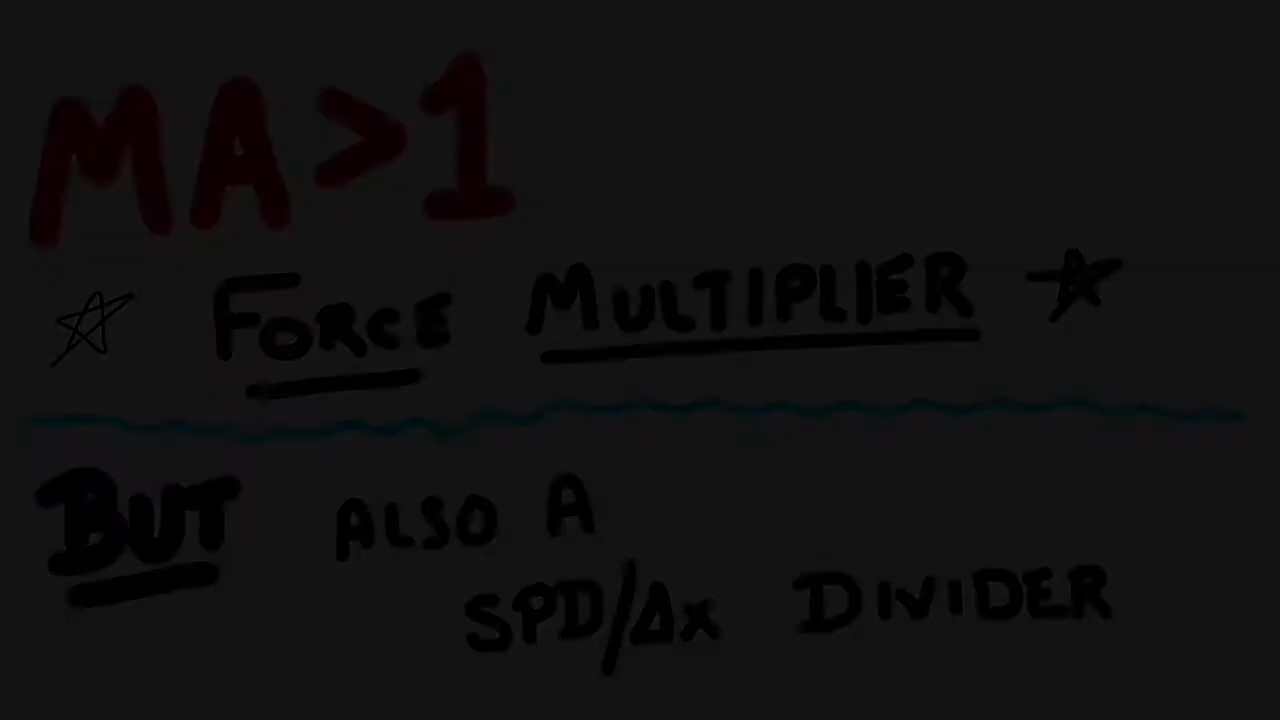 MA>1
FORCE MULTIPLIER
BUT ALSO A
SPD/Δx DIVIDER